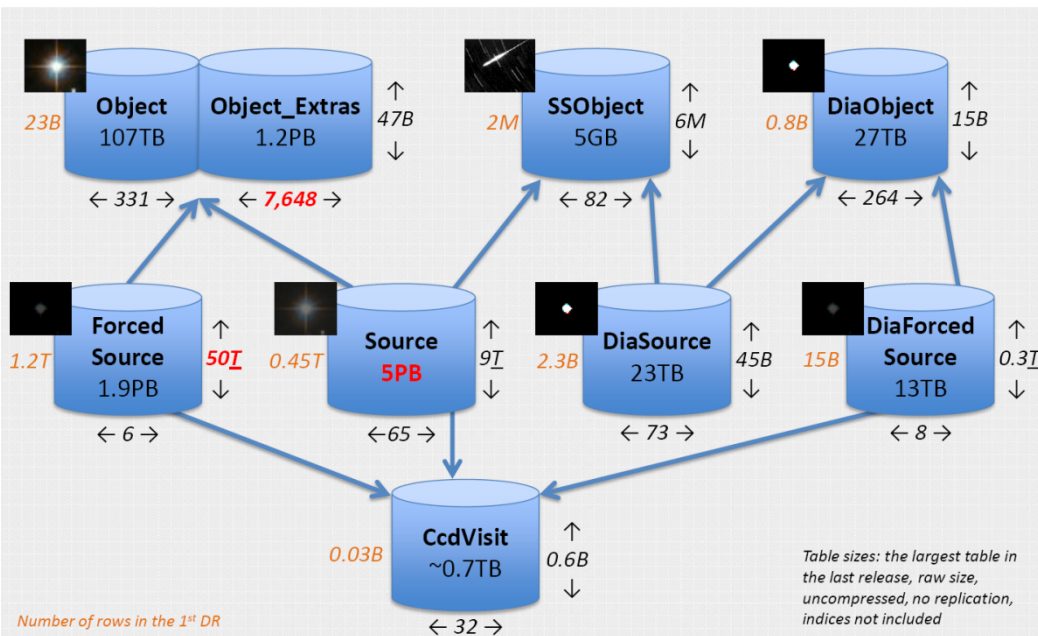 Object
107TB
Object_Extras
1.2PB
23B
↑
47B
↓
← 331 →
← 7,648 →
SSObject
5GB
2M
↑
6M
↓
← 82 →
DiaObject
27TB
0.8B
↑
15B
↓
← 264 →
Forced
Source
1.9PB
1.2T
↑
50T
↓
← 6 →
Source
5PB
0.45T
↑
9T
↓
←65 →
DiaSource
23TB
2.3B
↑
45B
↓
← 73 →
DiaForced
Source
13TB
15B
↑
0.3T
↓
← 8 →
CcdVisit
~0.7TB
0.03B
↑
0.6B
↓
← 32 →
Number of rows in the 1st DR
Table sizes: the largest table in
the last release, raw size,
uncompressed, no replication,
indices not included